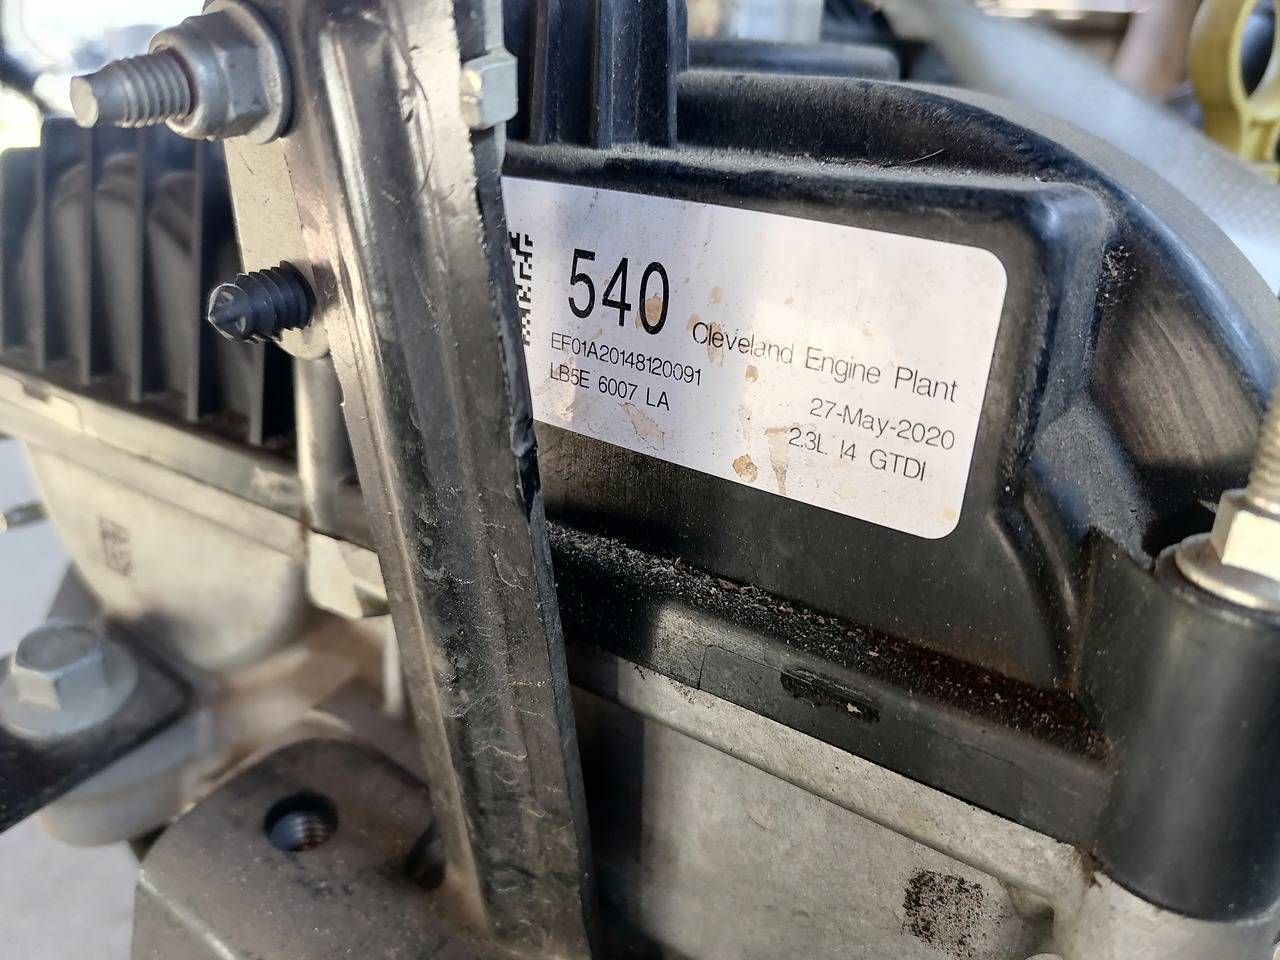 540
Cleveland Engine Plant
EF01A20148120091
LB5E 6007 LA
27-May-2020
2.3L I4 GTDI